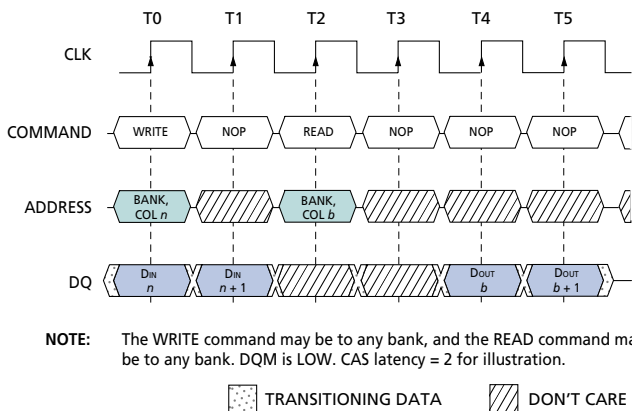 T0 T1 T2 T3 T4 T5
CLK
COMMAND WRITE NOP READ NOP NOP NOP
ADDRESS BANK, COL n BANK, COL b
DQ DIN n DIN n + 1 DOUT b DOUT b + 1
NOTE: The WRITE command may be to any bank, and the READ command ma
be to any bank. DQM is LOW. CAS latency = 2 for illustration.
TRANSITIONING DATA DON'T CARE